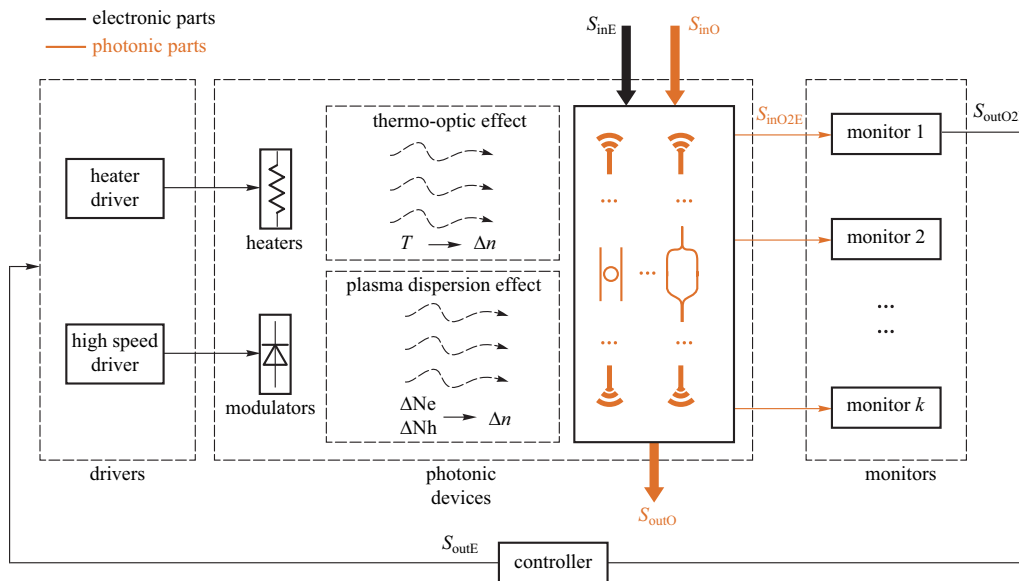 electronic parts
photonic parts
S_inE
S_inO
thermo-optic effect
S_inO2E
monitor 1
S_outO2
heater
driver
heaters
T → Δn
monitor 2
...
...
...
plasma dispersion effect
...
...
high speed
driver
...
...
modulators
ΔNe
ΔNh
→ Δn
monitor k
drivers
photonic
devices
monitors
S_outO
S_outE
controller